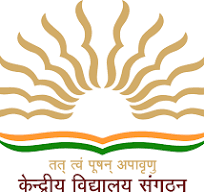 तत् त्वं पूषन् अपावृणु
केन्द्रीय विद्यालय संगठन